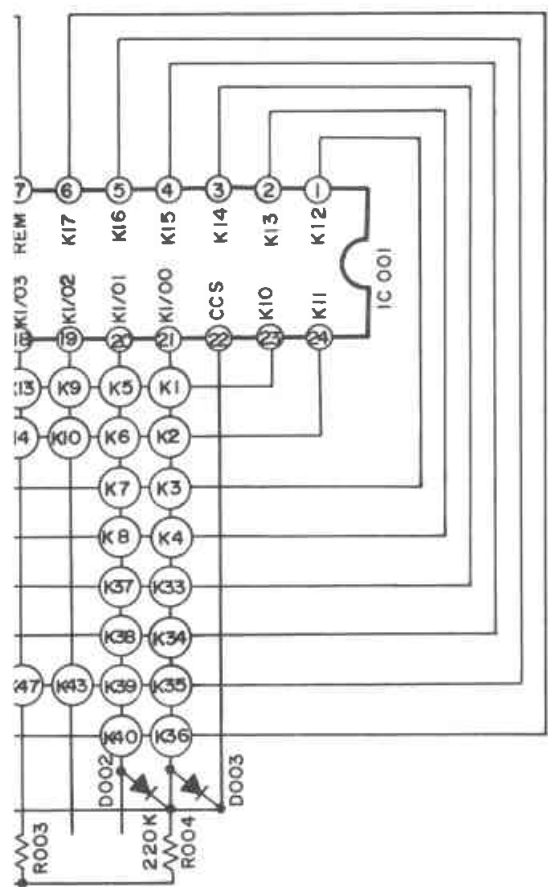 7 6 5 4 3 2 1
REM K17 K16 K15 K14 K13 K12
IC 001
K1/03 K1/02 K1/01 K1/00 CCS K10 K11
18 19 20 21 22 23 24
K13 K9 K5 K1
14 K10 K6 K2
K7 K3
K8 K4
K37 K33
K38 K34
K47 K43 K39 K35
K40 K36
D002 D003
R003 220K R004